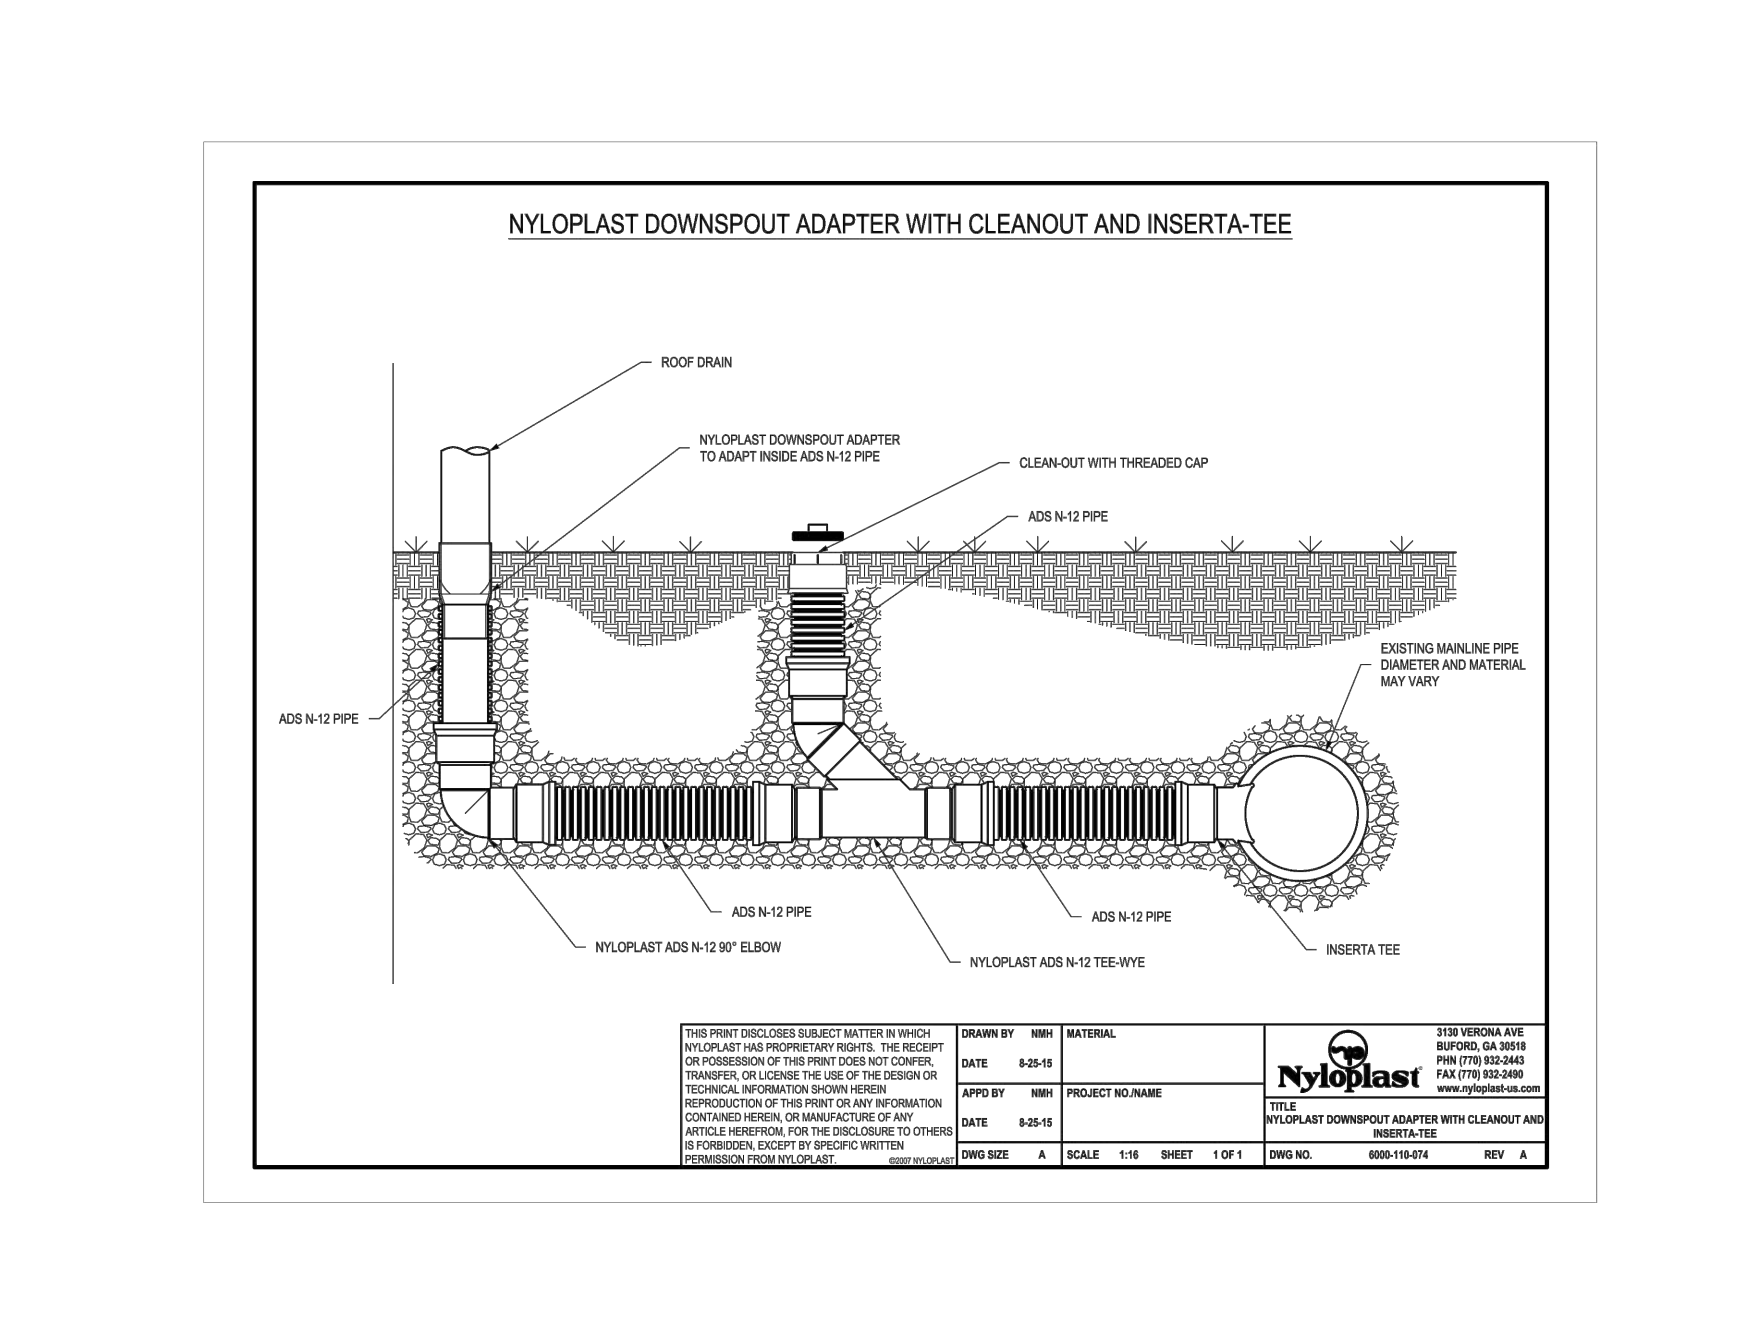 NYLOPLAST DOWNSPOUT ADAPTER WITH CLEANOUT AND INSERTA-TEE
ROOF DRAIN
NYLOPLAST DOWNSPOUT ADAPTER
TO ADAPT INSIDE ADS N-12 PIPE
CLEAN-OUT WITH THREADED CAP
ADS N-12 PIPE
EXISTING MAINLINE PIPE
DIAMETER AND MATERIAL
MAY VARY
ADS N-12 PIPE
ADS N-12 PIPE
ADS N-12 PIPE
NYLOPLAST ADS N-12 90° ELBOW
NYLOPLAST ADS N-12 TEE-WYE
INSERTA TEE
THIS PRINT DISCLOSES SUBJECT MATTER IN WHICH
NYLOPLAST HAS PROPRIETARY RIGHTS. THE RECEIPT
OR POSSESSION OF THIS PRINT DOES NOT CONFER,
TRANSFER, OR LICENSE THE USE OF THE DESIGN OR
TECHNICAL INFORMATION SHOWN HEREIN
REPRODUCTION OF THIS PRINT OR ANY INFORMATION
CONTAINED HEREIN, OR MANUFACTURE OF ANY
ARTICLE HEREFROM, FOR THE DISCLOSURE TO OTHERS
IS FORBIDDEN, EXCEPT BY SPECIFIC WRITTEN
PERMISSION FROM NYLOPLAST.
©2007 NYLOPLAST
DRAWN BY NMH
DATE 8-25-15
APPD BY NMH
DATE 8-25-15
DWG SIZE A
MATERIAL
PROJECT NO./NAME
SCALE 1:16 SHEET 1 OF 1
Nyloplast®
3130 VERONA AVE
BUFORD, GA 30518
PHN (770) 932-2443
FAX (770) 932-2490
www.nyloplast-us.com
TITLE
NYLOPLAST DOWNSPOUT ADAPTER WITH CLEANOUT AND
INSERTA-TEE
DWG NO. 6000-110-074 REV A